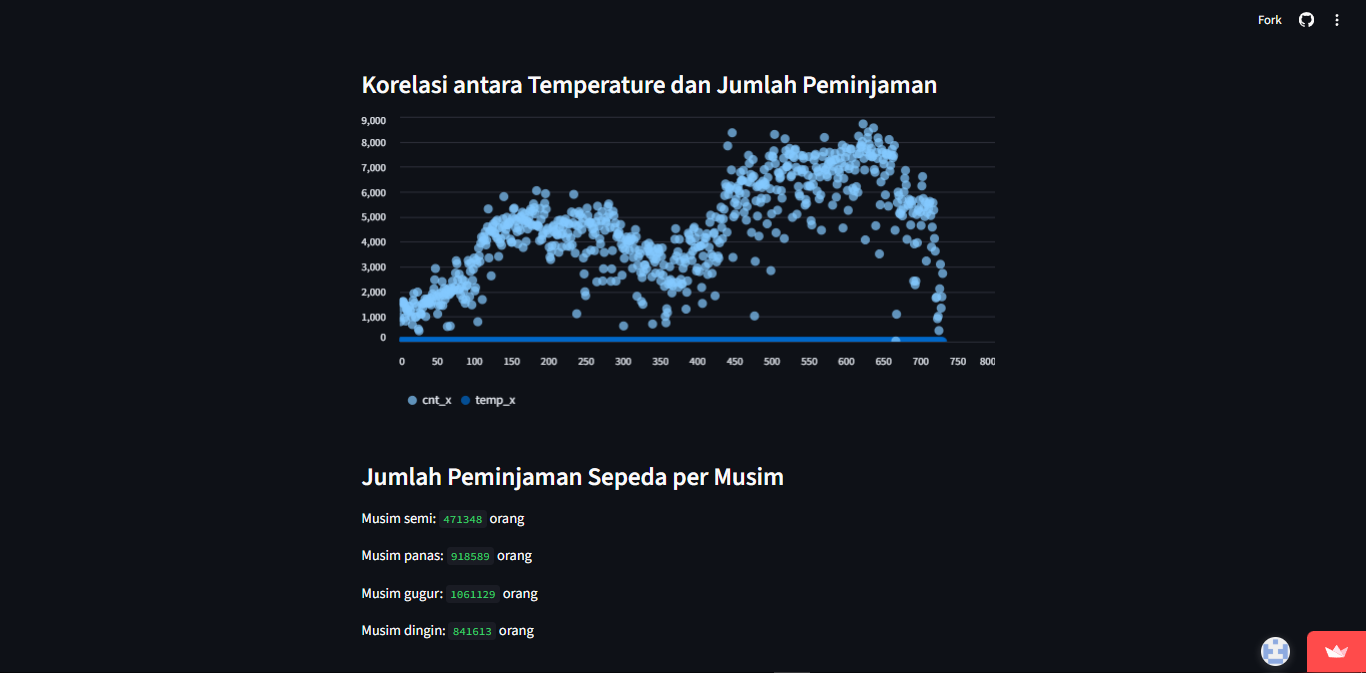 Fork
Korelasi antara Temperature dan Jumlah Peminjaman
9,000
8,000
7,000
6,000
5,000
4,000
3,000
2,000
1,000
0
0 50 100 150 200 250 300 350 400 450 500 550 600 650 700 750 800
cnt_x temp_x
Jumlah Peminjaman Sepeda per Musim
Musim semi: 471348 orang
Musim panas: 918589 orang
Musim gugur: 1061129 orang
Musim dingin: 841613 orang